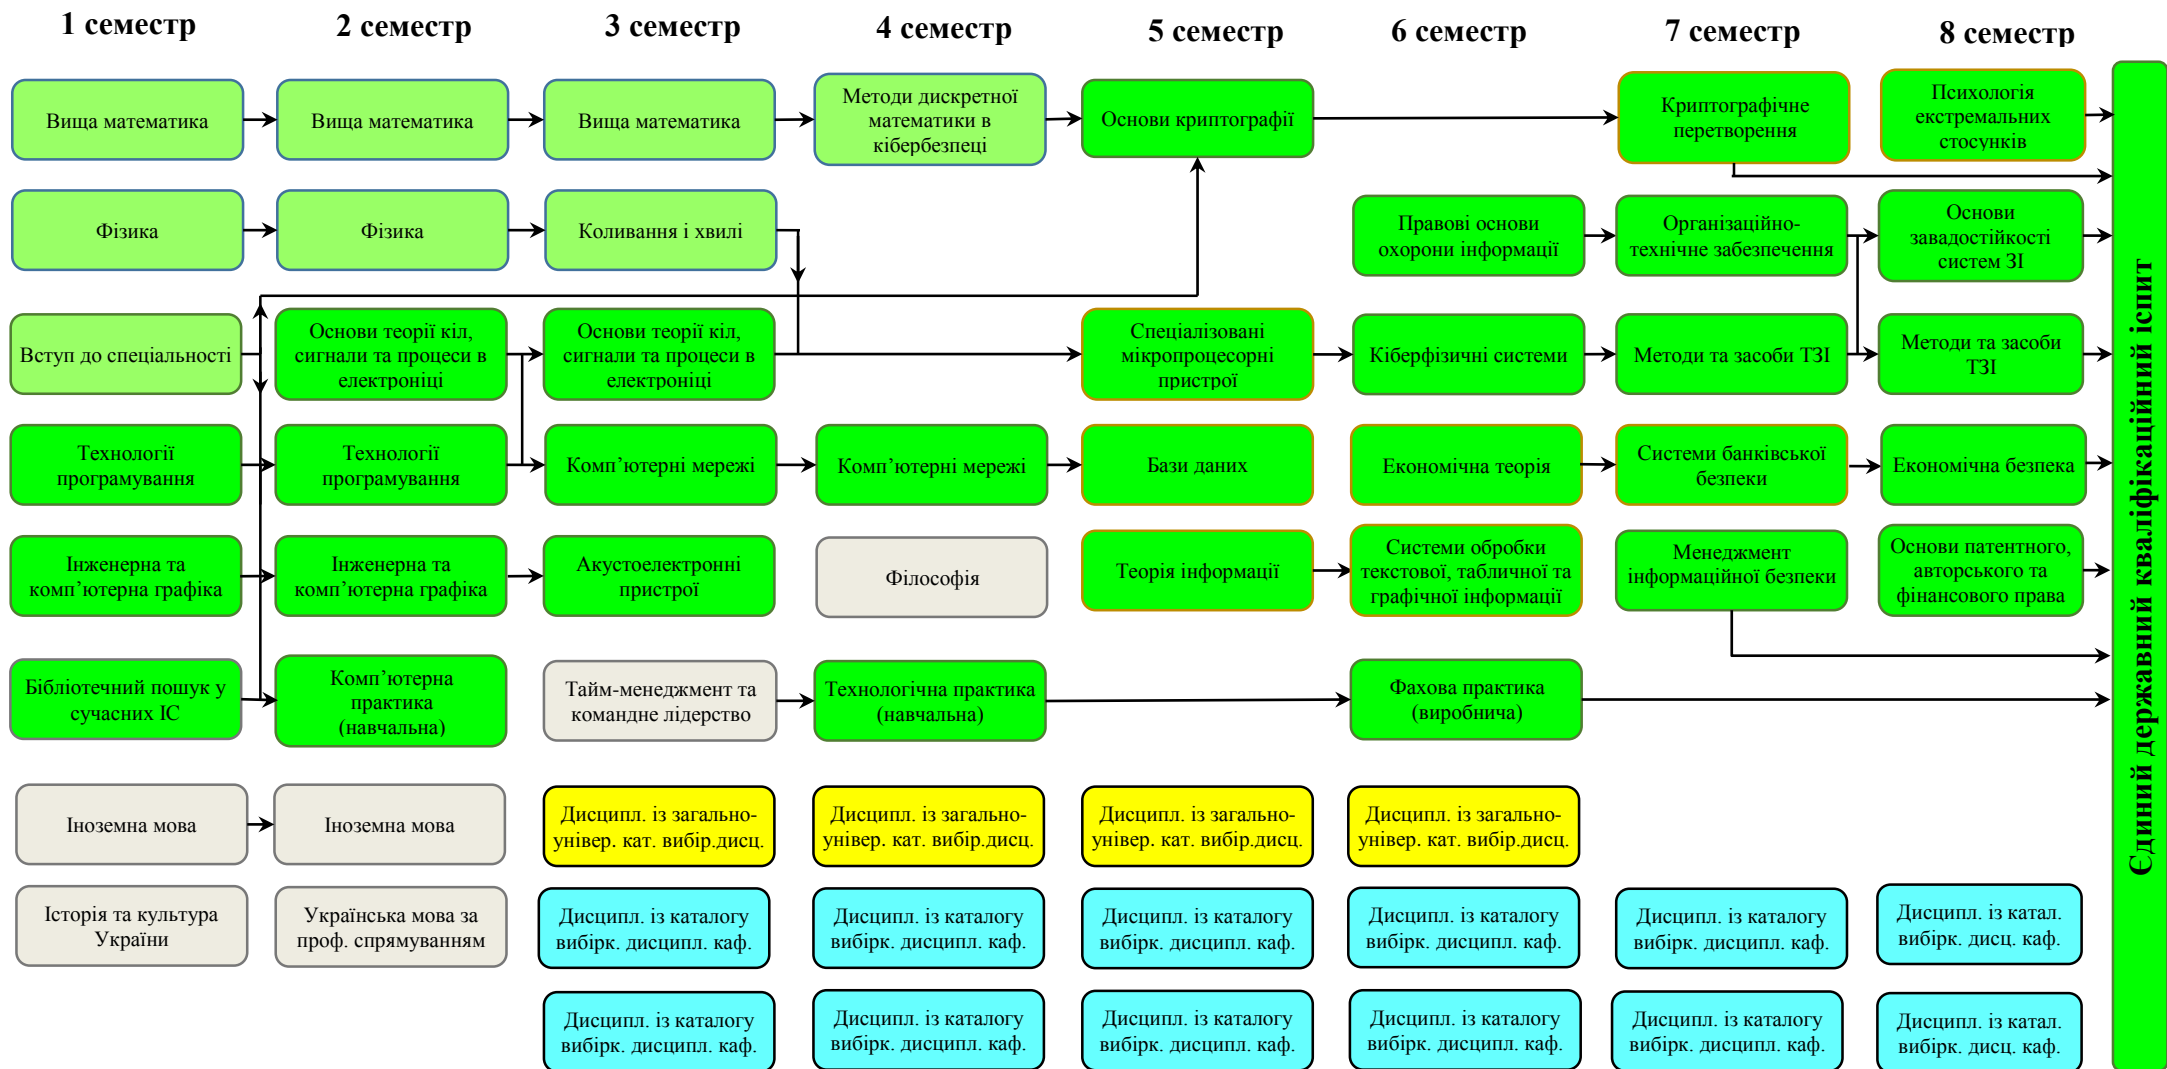 1 семестр
2 семестр
3 семестр
4 семестр
5 семестр
6 семестр
7 семестр
8 семестр
Вища математика
Вища математика
Вища математика
Методи дискретної
математики в
кібербезпеці
Основи криптографії
Криптографічне
перетворення
Психологія
екстремальних
стосунків
Фізика
Фізика
Коливання і хвилі
Правові основи
охорони інформації
Організаційно-
технічне забезпечення
Основи
завадостійкості
систем ЗІ
Вступ до спеціальності
Основи теорії кіл,
сигнали та процеси в
електроніці
Основи теорії кіл,
сигнали та процеси в
електроніці
Спеціалізовані
мікропроцесорні
пристрої
Кіберфізичні системи
Методи та засоби ТЗІ
Методи та засоби
ТЗІ
Технології
програмування
Технології
програмування
Комп’ютерні мережі
Комп’ютерні мережі
Бази даних
Економічна теорія
Системи банківської
безпеки
Економічна безпека
Інженерна та
комп’ютерна графіка
Інженерна та
комп’ютерна графіка
Акустоелектронні
пристрої
Філософія
Теорія інформації
Системи обробки
текстової, табличної та
графічної інформації
Менеджмент
інформаційної безпеки
Основи патентного,
авторського та
фінансового права
Бібліотечний пошук у
сучасних ІС
Комп’ютерна
практика
(навчальна)
Тайм-менеджмент та
командне лідерство
Технологічна практика
(навчальна)
Фахова практика
(виробнича)
Іноземна мова
Іноземна мова
Дисципл. із загально-
універ. кат. вибір.дисц.
Дисципл. із загально-
універ. кат. вибір.дисц.
Дисципл. із загально-
універ. кат. вибір.дисц.
Дисципл. із загально-
універ. кат. вибір.дисц.
Історія та культура
України
Українська мова за
проф. спрямуванням
Дисципл. із каталогу
вибірк. дисципл. каф.
Дисципл. із каталогу
вибірк. дисципл. каф.
Дисципл. із каталогу
вибірк. дисципл. каф.
Дисципл. із каталогу
вибірк. дисципл. каф.
Дисципл. із каталогу
вибірк. дисципл. каф.
Дисципл. із катал.
вибірк. дисц. каф.
Дисципл. із каталогу
вибірк. дисципл. каф.
Дисципл. із каталогу
вибірк. дисципл. каф.
Дисципл. із каталогу
вибірк. дисципл. каф.
Дисципл. із каталогу
вибірк. дисципл. каф.
Дисципл. із каталогу
вибірк. дисципл. каф.
Дисципл. із катал.
вибірк. дисц. каф.
Єдиний державний кваліфікаційний іспит